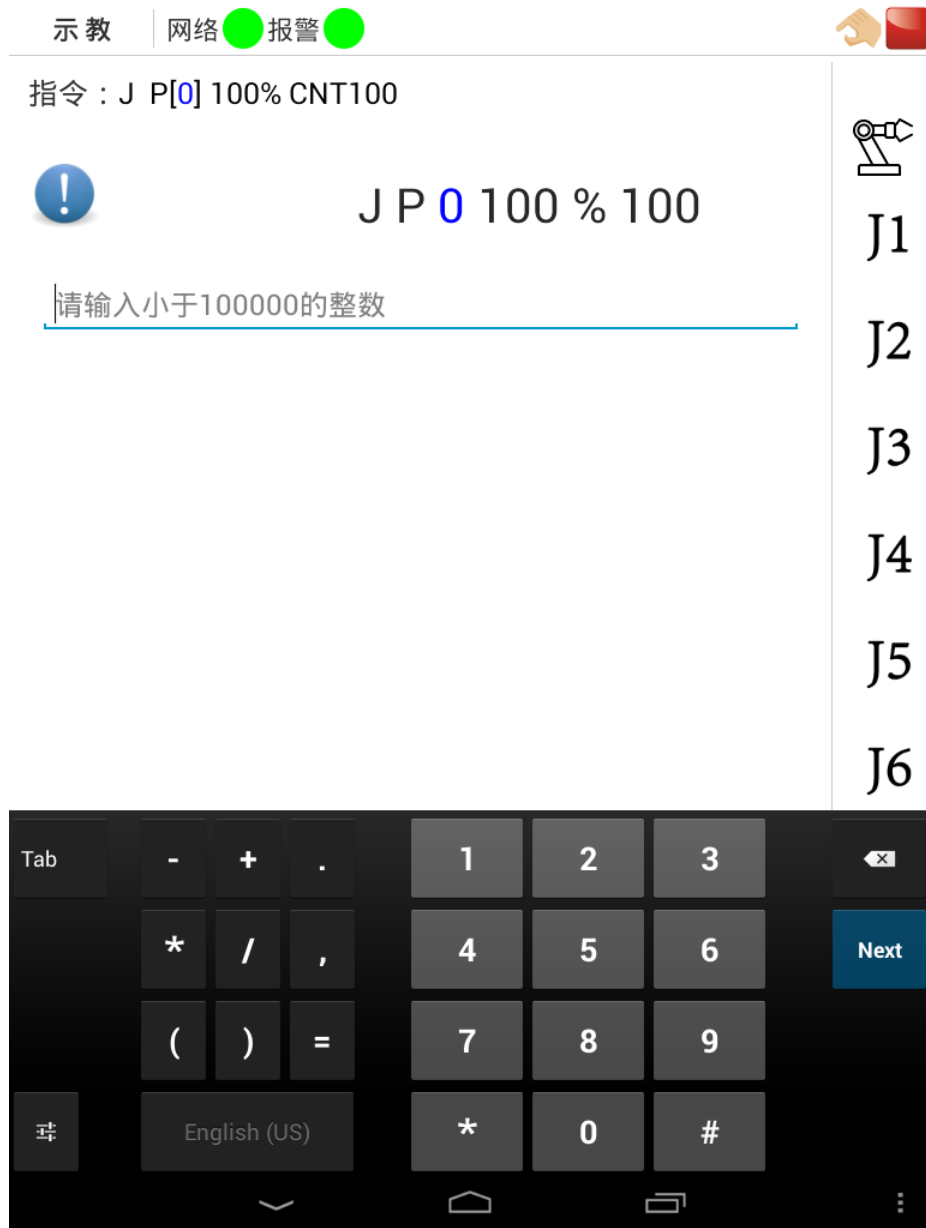 示 教 网络 报警
指令：J P[0] 100% CNT100
J P 0 100 % 100
请输入小于100000的整数
J1
J2
J3
J4
J5
J6
Tab - + . 1 2 3
* / , 4 5 6 Next
( ) = 7 8 9
English (US) * 0 #